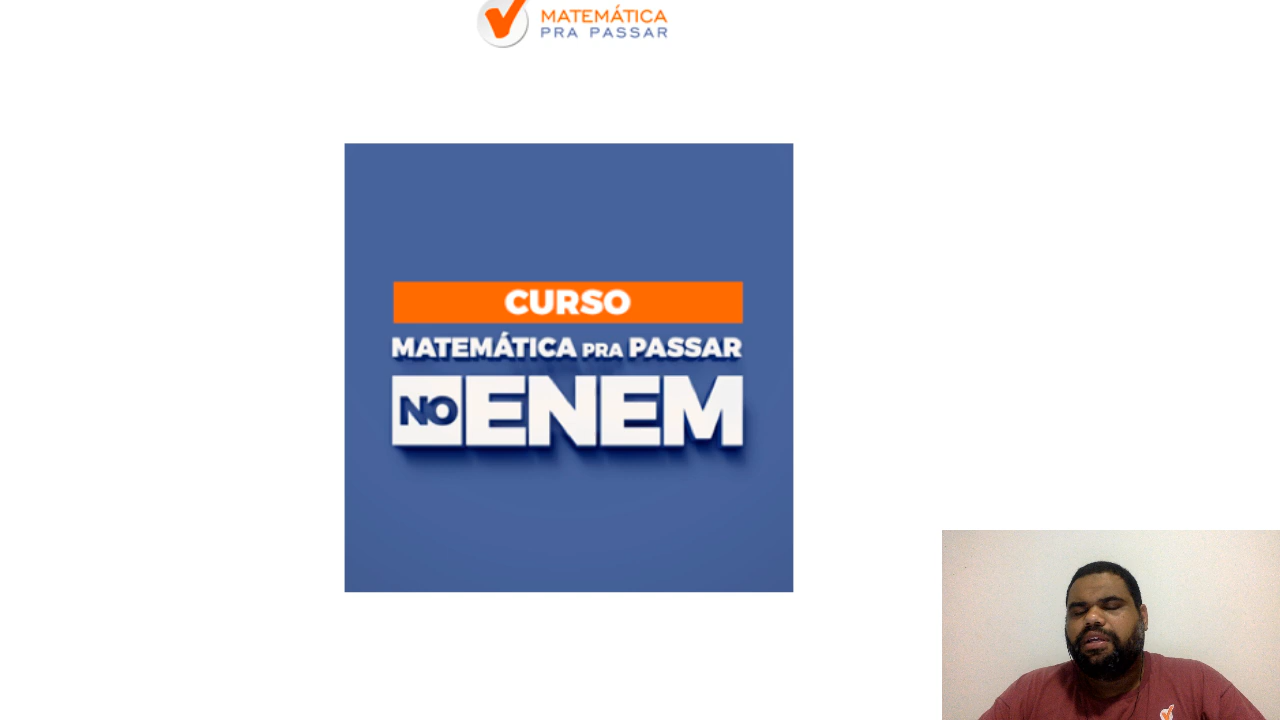 MATEMÁTICA
PRA PASSAR
CURSO
MATEMÁTICA PRA PASSAR
NO ENEM